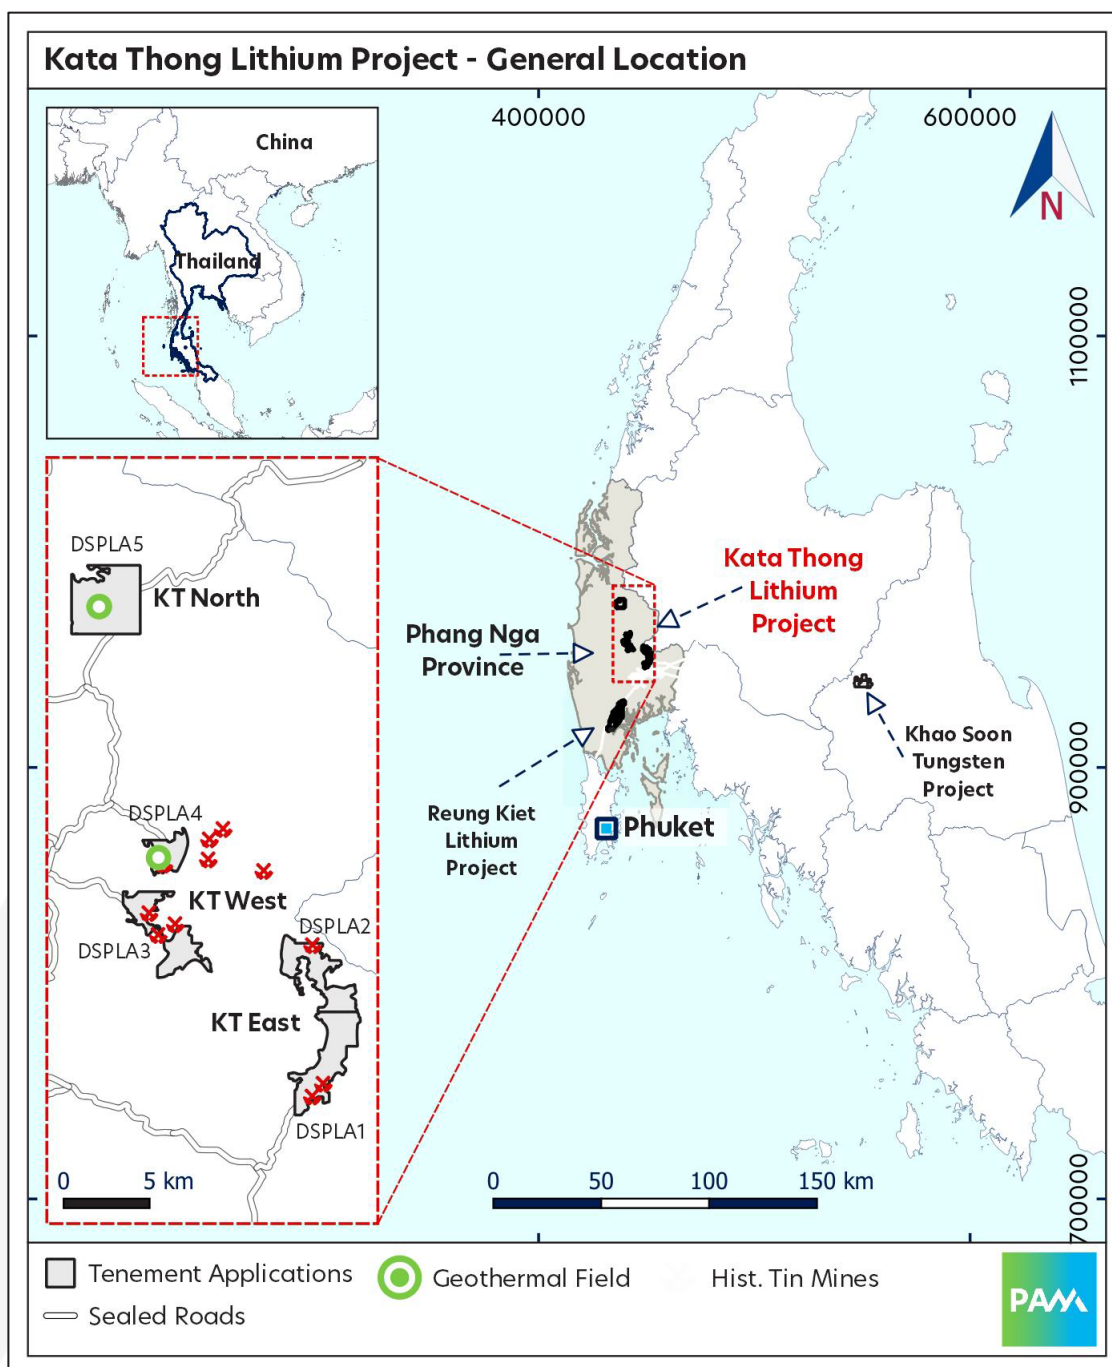 Kata Thong Lithium Project - General Location
400000
600000
China
Thailand
N
1100000
DSPLA5
KT North
Kata Thong
Lithium
Project
Phang Nga
Province
Khao Soon
Tungsten
Project
900000
Reung Kiet
Lithium
Project
Phuket
DSPLA4
KT West
DSPLA3
DSPLA2
KT East
DSPLA1
0 5 km
0 50 100 150 km
700000
Tenement Applications
Geothermal Field
Hist. Tin Mines
Sealed Roads
PAM